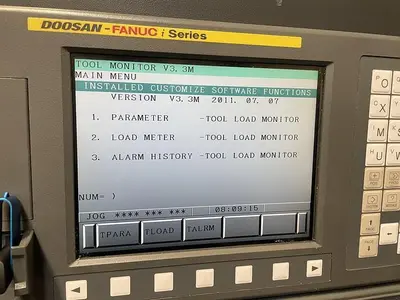 DOOSAN-FANUC i Series
TOOL MONITOR V3.3M
MAIN MENU
INSTALLED CUSTOMIZE SOFTWARE FUNCTIONS
VERSION V3.3M 2011. 07. 07
1. PARAMETER -TOOL LOAD MONITOR
2. LOAD METER -TOOL LOAD MONITOR
3. ALARM HISTORY -TOOL LOAD MONITOR
NUM= )
JOG **** *** *** 08:09:15
TPARA TLOAD TALRM
O
X
M